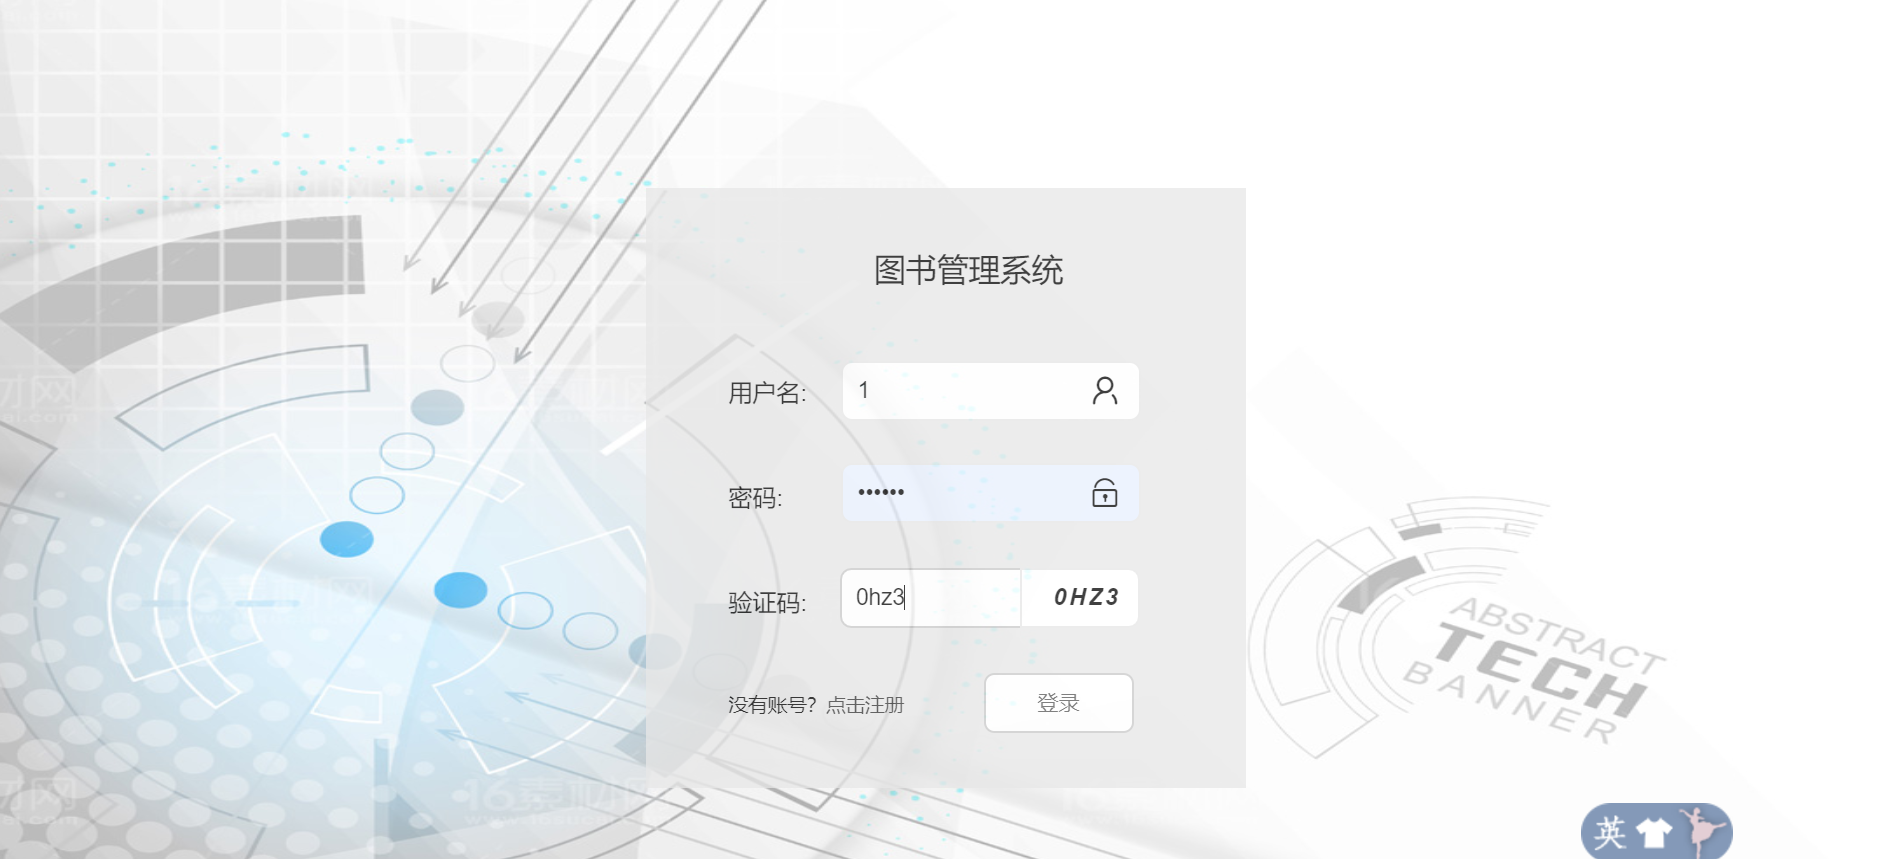 图书管理系统
用户名:
1
密码:
••••••
验证码:
0hz3
0HZ3
没有账号？点击注册
登录
ABSTRACT
TECH
BANNER
英